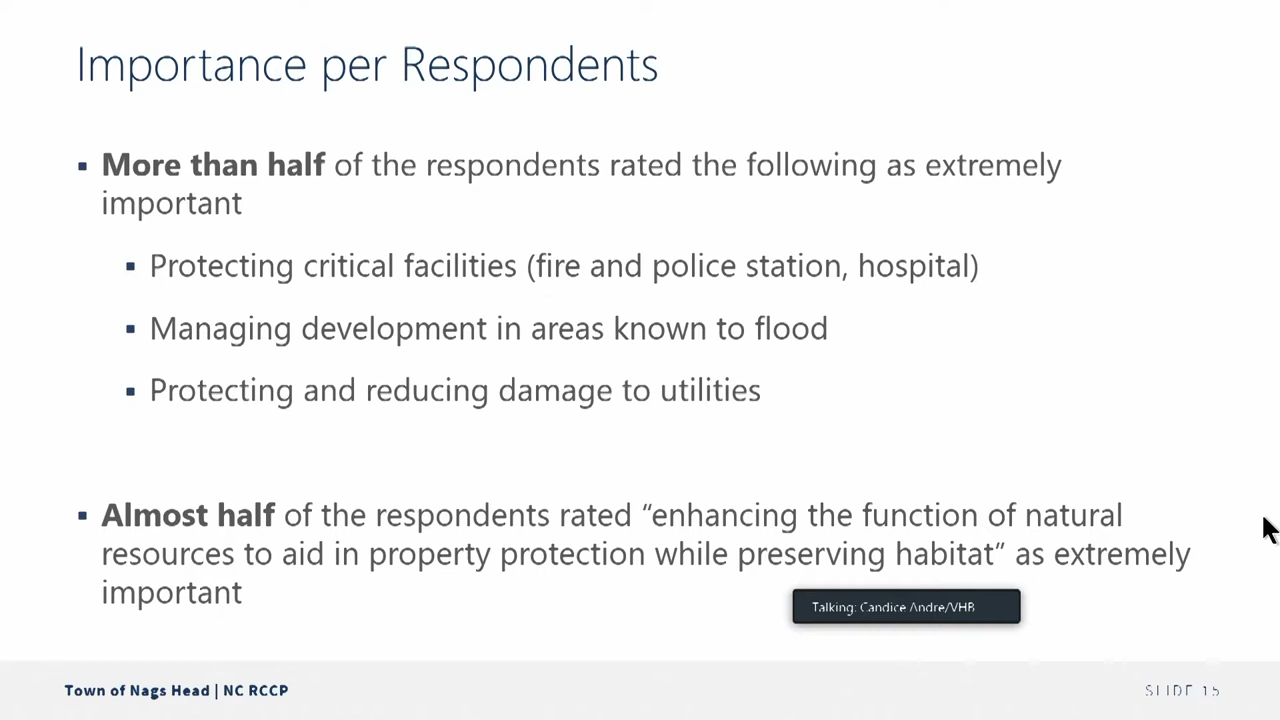 Importance per Respondents
▪ More than half of the respondents rated the following as extremely
important
▪ Protecting critical facilities (fire and police station, hospital)
▪ Managing development in areas known to flood
▪ Protecting and reducing damage to utilities
▪ Almost half of the respondents rated “enhancing the function of natural
resources to aid in property protection while preserving habitat” as extremely
important
Talking: Candice Andre/VHB
Town of Nags Head | NC RCCP
SLIDE 15